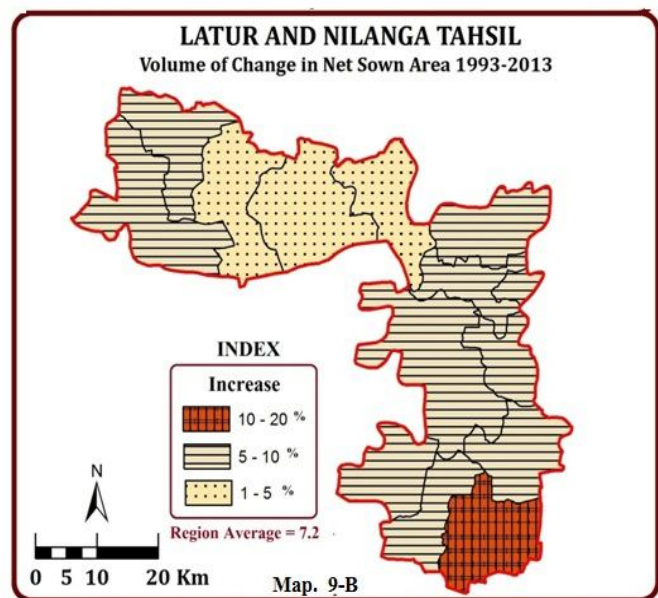 LATUR AND NILANGA TAHSIL
Volume of Change in Net Sown Area 1993-2013
INDEX
Increase
10 - 20 %
5 - 10 %
1 - 5 %
Region Average = 7.2
N
0 5 10 20 Km
Map. 9-B